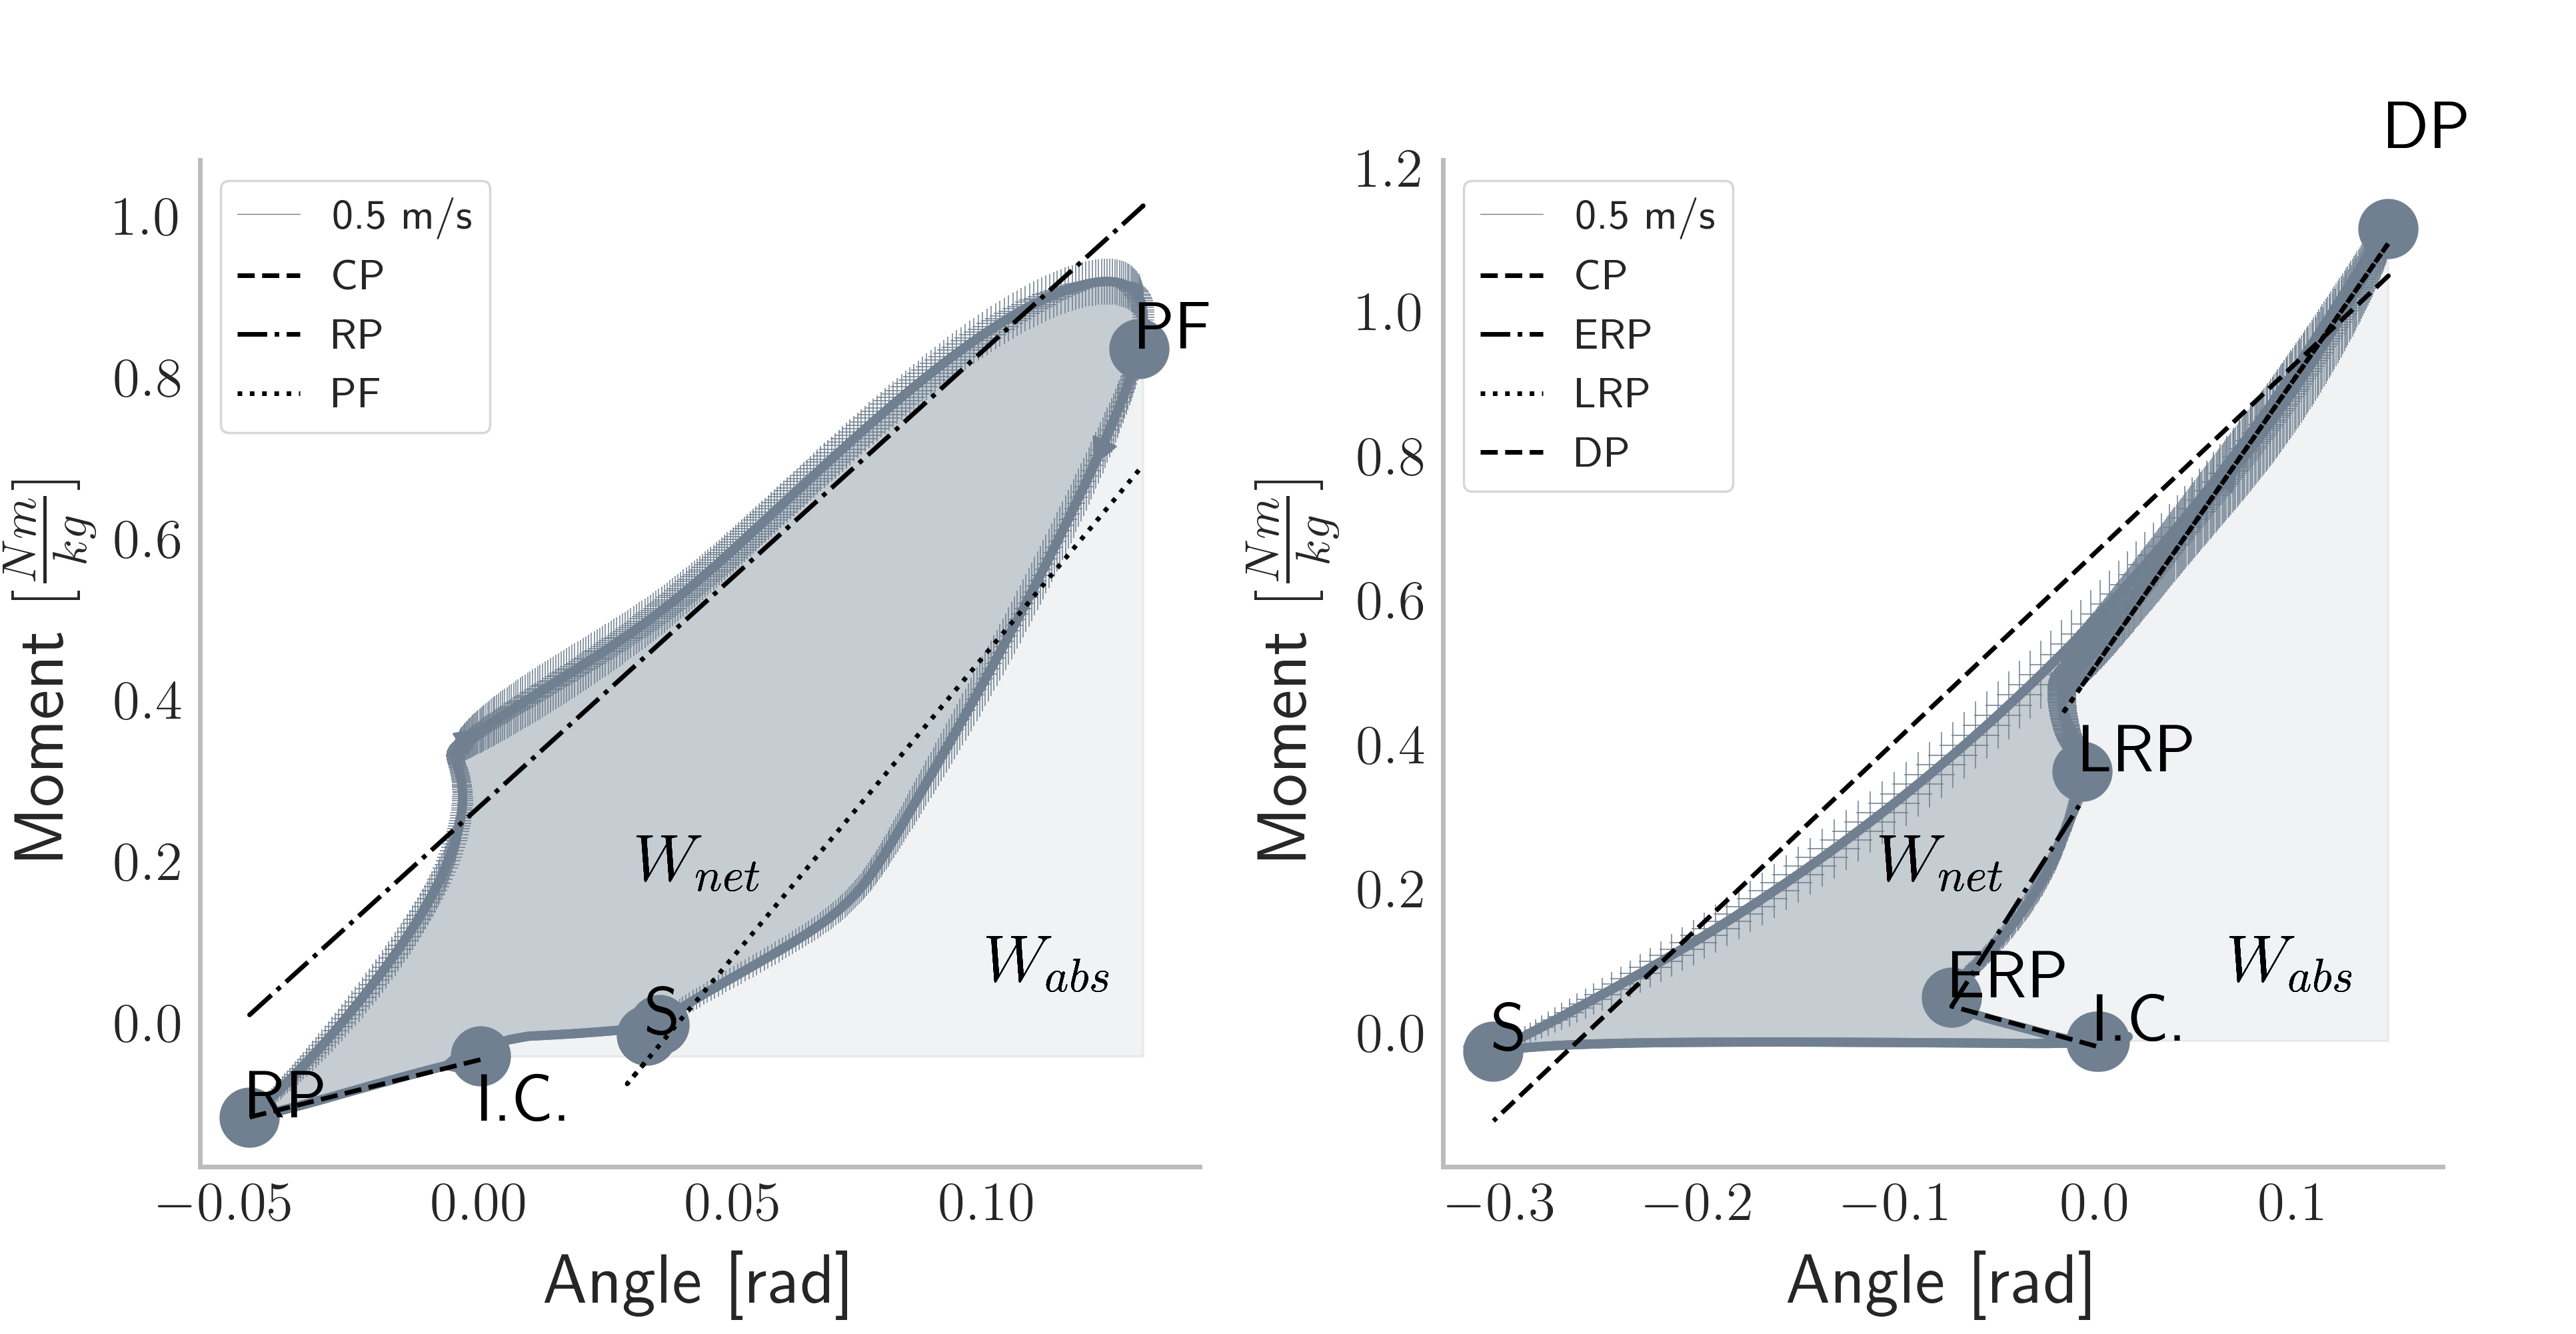 1.0
0.8
0.6
0.4
0.2
0.0
Moment [Nm/kg]
0.5 m/s
CP
RP
PF
PF
W_net
W_abs
S
RP
I.C.
−0.05 0.00 0.05 0.10
Angle [rad]
1.2
1.0
0.8
0.6
0.4
0.2
0.0
Moment [Nm/kg]
0.5 m/s
CP
ERP
LRP
DP
DP
LRP
W_net
W_abs
ERP
I.C.
S
−0.3 −0.2 −0.1 0.0 0.1
Angle [rad]